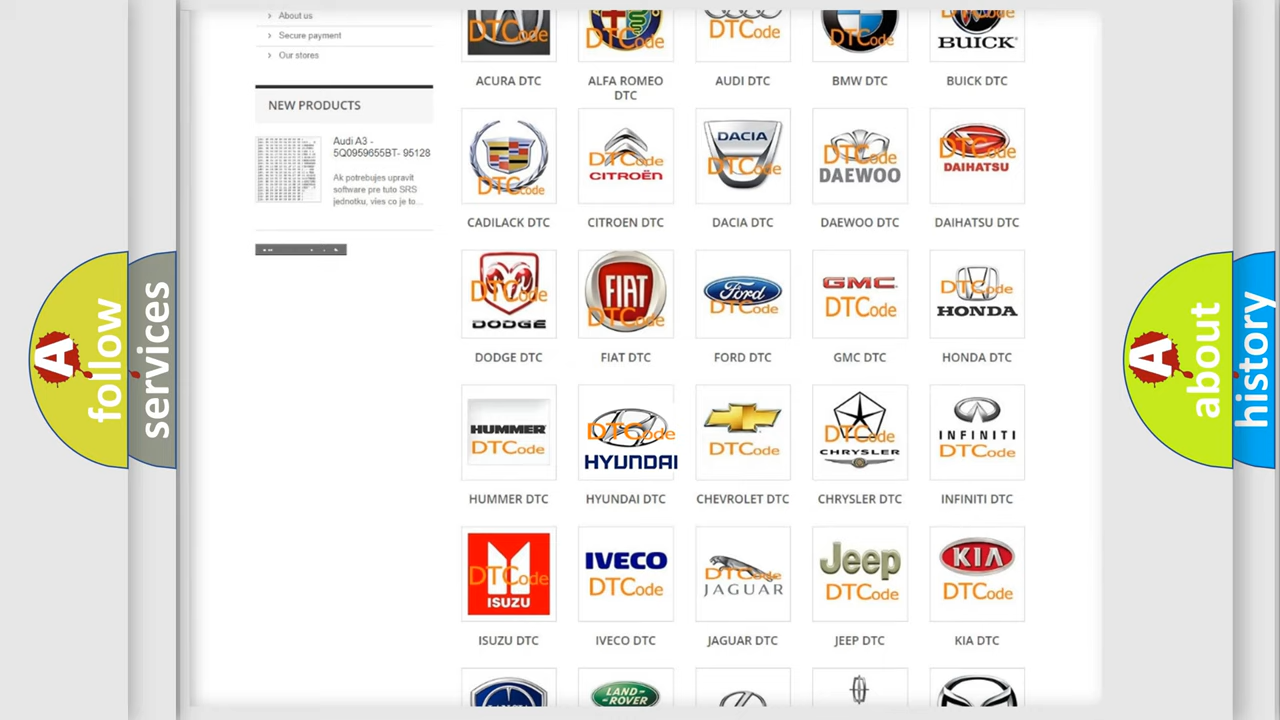 About us
Secure payment
Our stores
NEW PRODUCTS
Audi A3 -
5Q0959655BT- 95128
Ak potrebujes upravit
software pre tuto SRS
jednotku, vies co je to...
DTCode
DTCode
DTCode
DTCode
BUICK
ACURA DTC
ALFA ROMEO
DTC
AUDI DTC
BMW DTC
BUICK DTC
DTCode
DTCode
CITROËN
DACIA
DTCode
DTCode
DAEWOO
DTCode
DAIHATSU
CADILACK DTC
CITROEN DTC
DACIA DTC
DAEWOO DTC
DAIHATSU DTC
DTCode
DODGE
FIAT
DTCode
Ford
DTCode
GMC
DTCode
DTCode
HONDA
DODGE DTC
FIAT DTC
FORD DTC
GMC DTC
HONDA DTC
HUMMER
DTCode
DTCode
HYUNDAI
DTCode
DTCode
CHRYSLER
INFINITI
DTCode
HUMMER DTC
HYUNDAI DTC
CHEVROLET DTC
CHRYSLER DTC
INFINITI DTC
DTCode
ISUZU
IVECO
DTCode
DTCode
JAGUAR
Jeep
DTCode
KIA
DTCode
ISUZU DTC
IVECO DTC
JAGUAR DTC
JEEP DTC
KIA DTC
LAND-
ROVER
A
follow
services
A
about
history